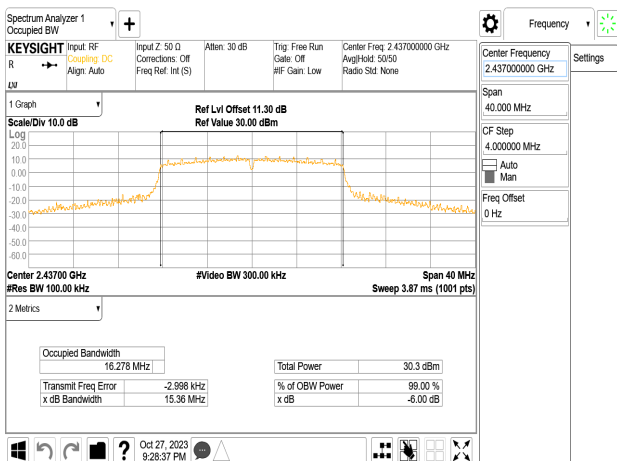 Spectrum Analyzer 1
Occupied BW
Frequency
KEYSIGHT
R
LXI
Input: RF
Coupling: DC
Align: Auto
Input Z: 50 Ω
Corrections: Off
Freq Ref: Int (S)
Atten: 30 dB
Trig: Free Run
Gate: Off
#IF Gain: Low
Center Freq: 2.437000000 GHz
Avg|Hold: 50/50
Radio Std: None
Center Frequency
2.437000000 GHz
Settings
Span
40.000 MHz
CF Step
4.000000 MHz
Auto
Man
Freq Offset
0 Hz
1 Graph
Scale/Div 10.0 dB
Ref Lvl Offset 11.30 dB
Ref Value 30.00 dBm
Log
20.0
10.0
0.00
-10.0
-20.0
-30.0
-40.0
-50.0
-60.0
Center 2.43700 GHz
#Video BW 300.00 kHz
Span 40 MHz
#Res BW 100.00 kHz
Sweep 3.87 ms (1001 pts)
2 Metrics
Occupied Bandwidth
16.278 MHz
Total Power 30.3 dBm
Transmit Freq Error -2.998 kHz
% of OBW Power 99.00 %
x dB Bandwidth 15.36 MHz
x dB -6.00 dB
?
Oct 27, 2023
9:28:37 PM